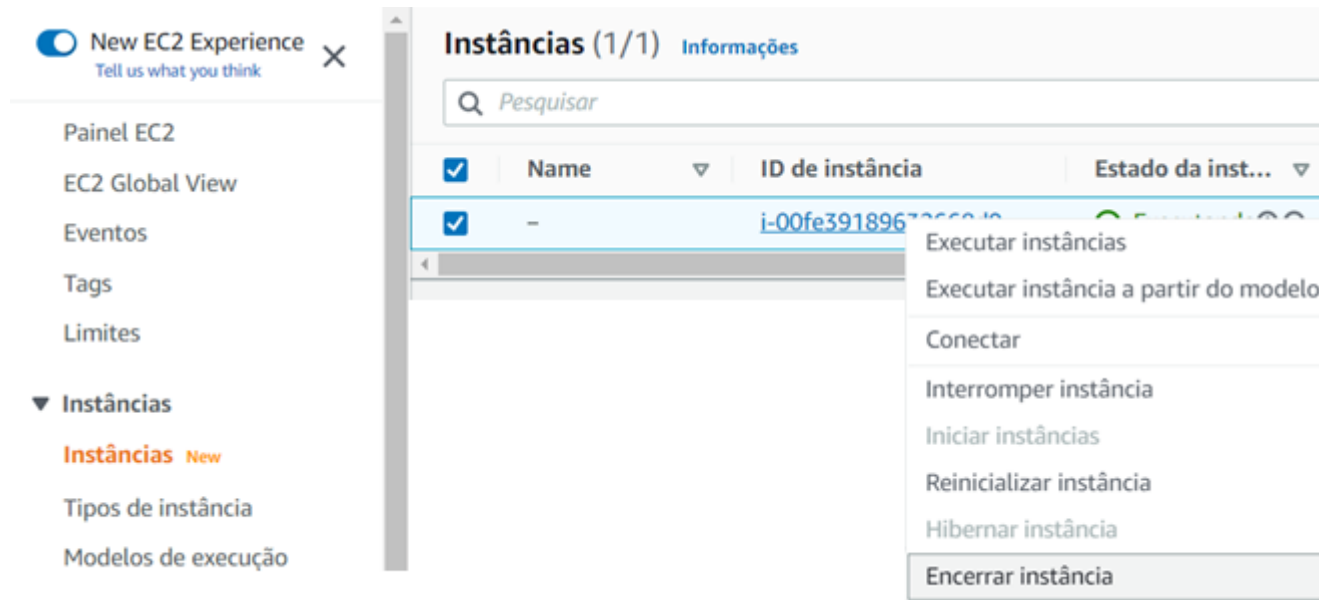 New EC2 Experience
Tell us what you think
Painel EC2
EC2 Global View
Eventos
Tags
Limites
Instâncias
Instâncias New
Tipos de instância
Modelos de execução
Instâncias (1/1) Informações
Pesquisar
Name ID de instância Estado da inst...
–
Executar instâncias
Executar instância a partir do modelo
Conectar
Interromper instância
Iniciar instâncias
Reinicializar instância
Hibernar instância
Encerrar instância